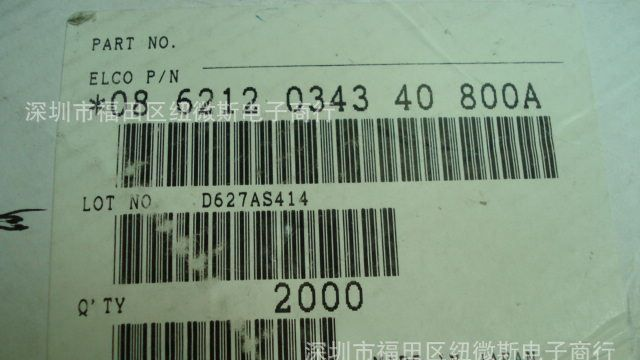 PART NO.
ELCO P/N
*08 6212 0343 40 800A
深圳市福田区纽微斯电子商行
LOT NO D627AS414
Q'TY 2000
深圳市福田区纽微斯电子商行